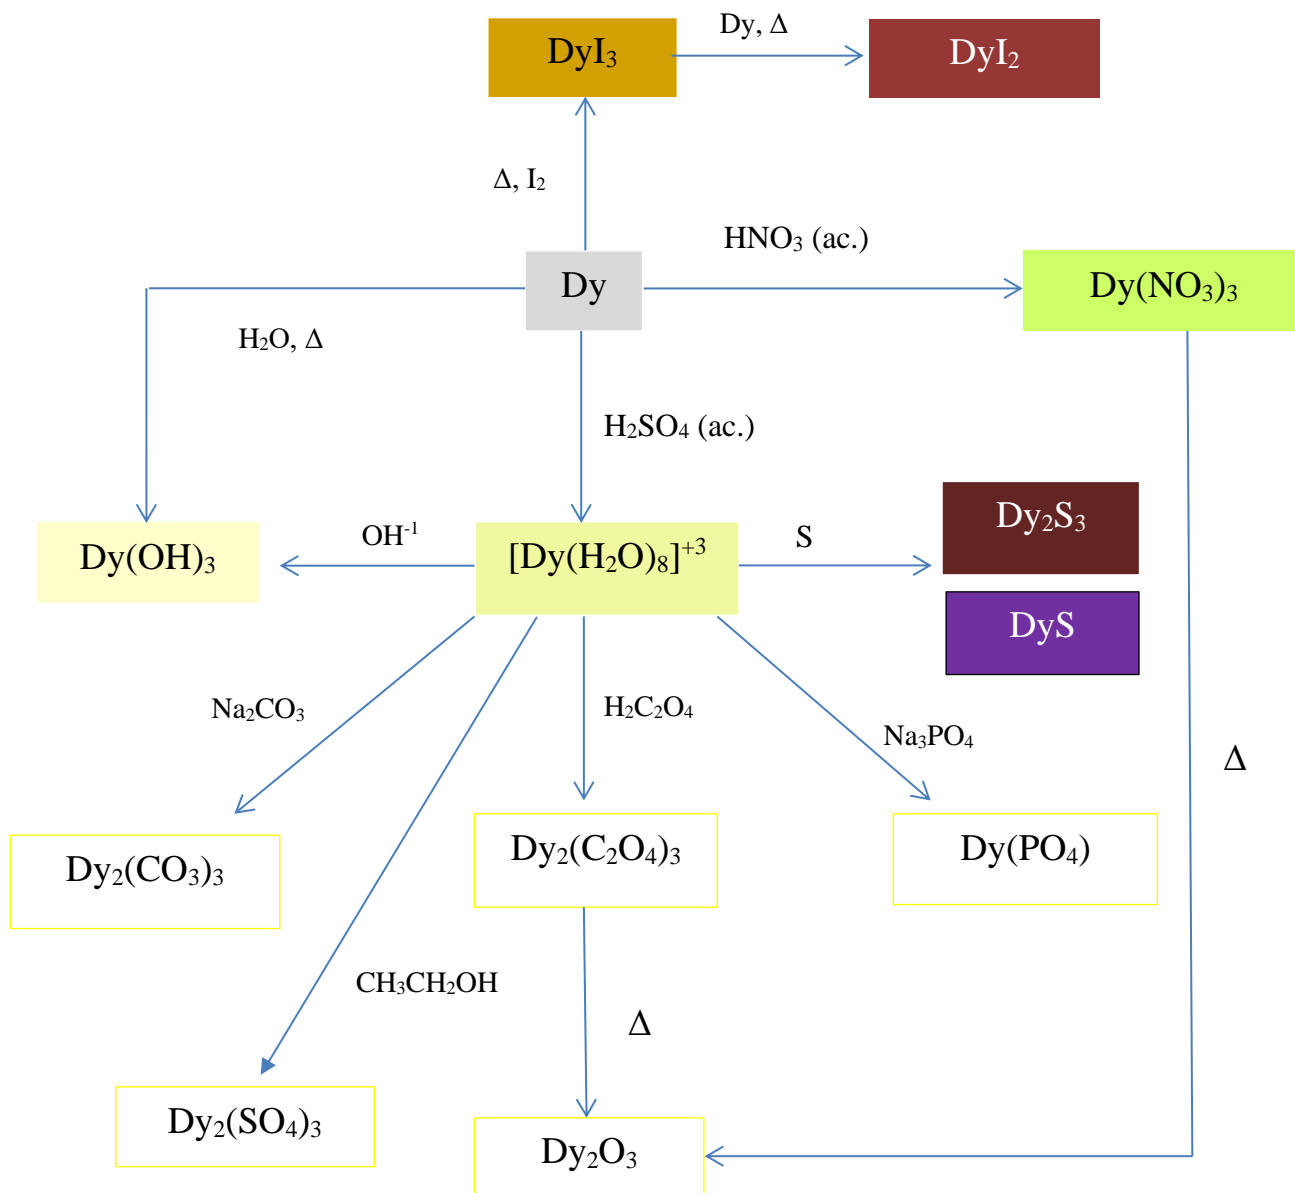 Dy, Δ
DyI₃
DyI₂
Δ, I₂
HNO₃ (ac.)
Dy
Dy(NO₃)₃
H₂O, Δ
H₂SO₄ (ac.)
Dy₂S₃
OH⁻¹
S
Dy(OH)₃
[Dy(H₂O)₈]⁺³
DyS
Na₂CO₃
H₂C₂O₄
Na₃PO₄
Δ
Dy₂(CO₃)₃
Dy₂(C₂O₄)₃
Dy(PO₄)
CH₃CH₂OH
Δ
Dy₂(SO₄)₃
Dy₂O₃